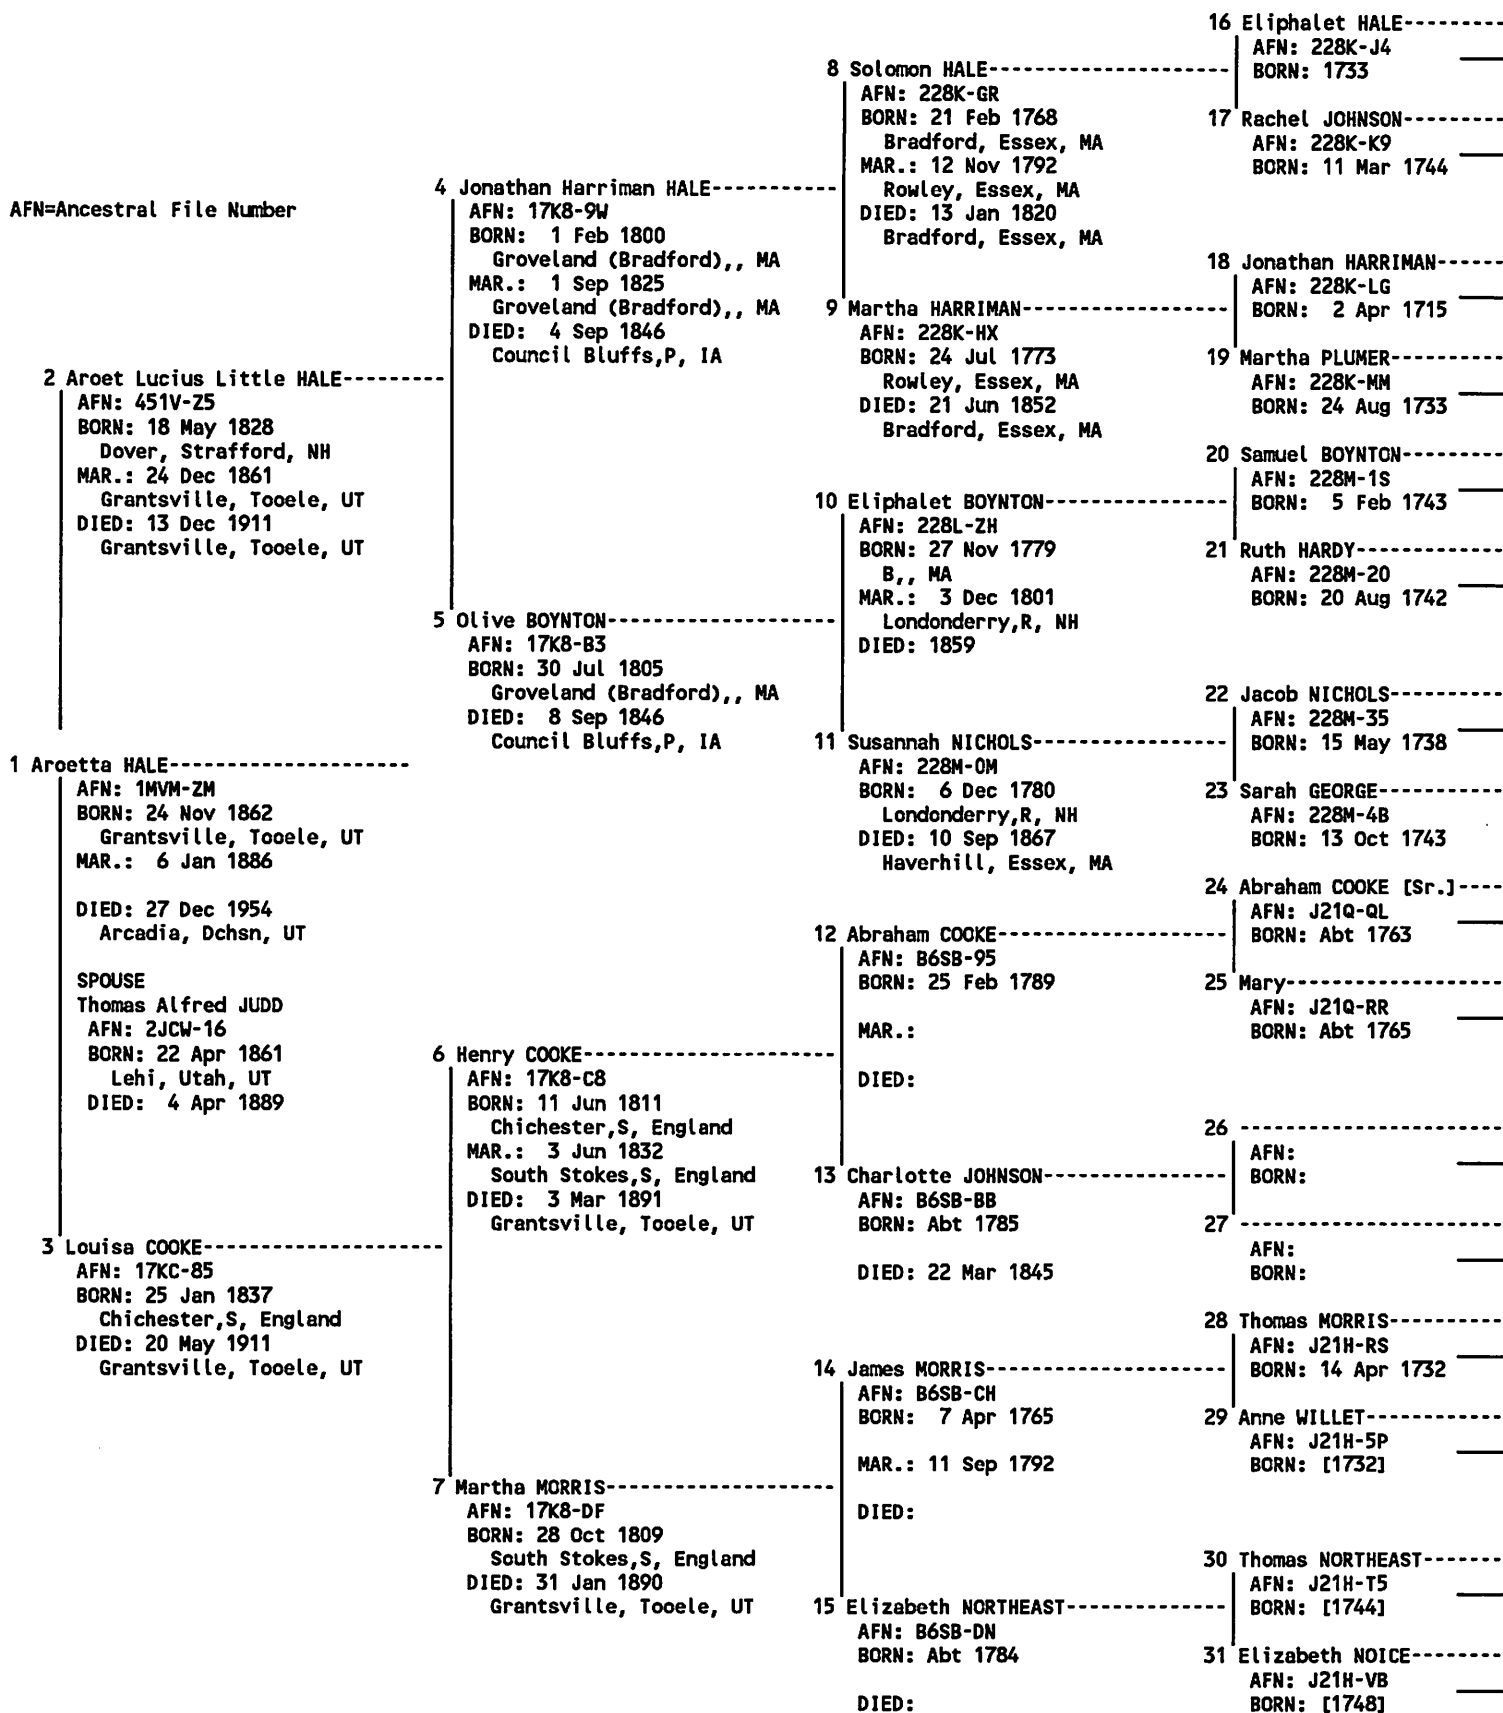 AFN=Ancestral File Number
1 Aroetta HALE--------------------
AFN: 1MVM-ZM
BORN: 24 Nov 1862
Grantsville, Tooele, UT
MAR.: 6 Jan 1886
DIED: 27 Dec 1954
Arcadia, Dchsn, UT
SPOUSE
Thomas Alfred JUDD
AFN: 2JCW-16
BORN: 22 Apr 1861
Lehi, Utah, UT
DIED: 4 Apr 1889
2 Aroet Lucius Little HALE---------
AFN: 451V-Z5
BORN: 18 May 1828
Dover, Strafford, NH
MAR.: 24 Dec 1861
Grantsville, Tooele, UT
DIED: 13 Dec 1911
Grantsville, Tooele, UT
3 Louisa COOKE--------------------
AFN: 17KC-85
BORN: 25 Jan 1837
Chichester,S, England
DIED: 20 May 1911
Grantsville, Tooele, UT
4 Jonathan Harriman HALE-----------
AFN: 17K8-9W
BORN: 1 Feb 1800
Groveland (Bradford),, MA
MAR.: 1 Sep 1825
Groveland (Bradford),, MA
DIED: 4 Sep 1846
Council Bluffs,P, IA
5 Olive BOYNTON-------------------
AFN: 17K8-B3
BORN: 30 Jul 1805
Groveland (Bradford),, MA
DIED: 8 Sep 1846
Council Bluffs,P, IA
6 Henry COOKE---------------------
AFN: 17K8-C8
BORN: 11 Jun 1811
Chichester,S, England
MAR.: 3 Jun 1832
South Stokes,S, England
DIED: 3 Mar 1891
Grantsville, Tooele, UT
7 Martha MORRIS-------------------
AFN: 17K8-DF
BORN: 28 Oct 1809
South Stokes,S, England
DIED: 31 Jan 1890
Grantsville, Tooele, UT
8 Solomon HALE--------------------
AFN: 228K-GR
BORN: 21 Feb 1768
Bradford, Essex, MA
MAR.: 12 Nov 1792
Rowley, Essex, MA
DIED: 13 Jan 1820
Bradford, Essex, MA
9 Martha HARRIMAN-----------------
AFN: 228K-HX
BORN: 24 Jul 1773
Rowley, Essex, MA
DIED: 21 Jun 1852
Bradford, Essex, MA
10 Eliphalet BOYNTON---------------
AFN: 228L-ZH
BORN: 27 Nov 1779
B,, MA
MAR.: 3 Dec 1801
Londonderry,R, NH
DIED: 1859
11 Susannah NICHOLS----------------
AFN: 228M-0M
BORN: 6 Dec 1780
Londonderry,R, NH
DIED: 10 Sep 1867
Haverhill, Essex, MA
12 Abraham COOKE-------------------
AFN: B6SB-95
BORN: 25 Feb 1789
MAR.:
DIED:
13 Charlotte JOHNSON---------------
AFN: B6SB-BB
BORN: Abt 1785
DIED: 22 Mar 1845
14 James MORRIS--------------------
AFN: B6SB-CH
BORN: 7 Apr 1765
MAR.: 11 Sep 1792
DIED:
15 Elizabeth NORTHEAST-------------
AFN: B6SB-DN
BORN: Abt 1784
DIED:
16 Eliphalet HALE---------
AFN: 228K-J4
BORN: 1733
17 Rachel JOHNSON---------
AFN: 228K-K9
BORN: 11 Mar 1744
18 Jonathan HARRIMAN------
AFN: 228K-LG
BORN: 2 Apr 1715
19 Martha PLUMER----------
AFN: 228K-MM
BORN: 24 Aug 1733
20 Samuel BOYNTON---------
AFN: 228M-1S
BORN: 5 Feb 1743
21 Ruth HARDY-------------
AFN: 228M-20
BORN: 20 Aug 1742
22 Jacob NICHOLS----------
AFN: 228M-35
BORN: 15 May 1738
23 Sarah GEORGE-----------
AFN: 228M-4B
BORN: 13 Oct 1743
24 Abraham COOKE [Sr.]----
AFN: J21Q-QL
BORN: Abt 1763
25 Mary-------------------
AFN: J21Q-RR
BORN: Abt 1765
26 -----------------------
AFN:
BORN:
27 -----------------------
AFN:
BORN:
28 Thomas MORRIS----------
AFN: J21H-RS
BORN: 14 Apr 1732
29 Anne WILLET------------
AFN: J21H-5P
BORN: [1732]
30 Thomas NORTHEAST-------
AFN: J21H-T5
BORN: [1744]
31 Elizabeth NOICE--------
AFN: J21H-VB
BORN: [1748]